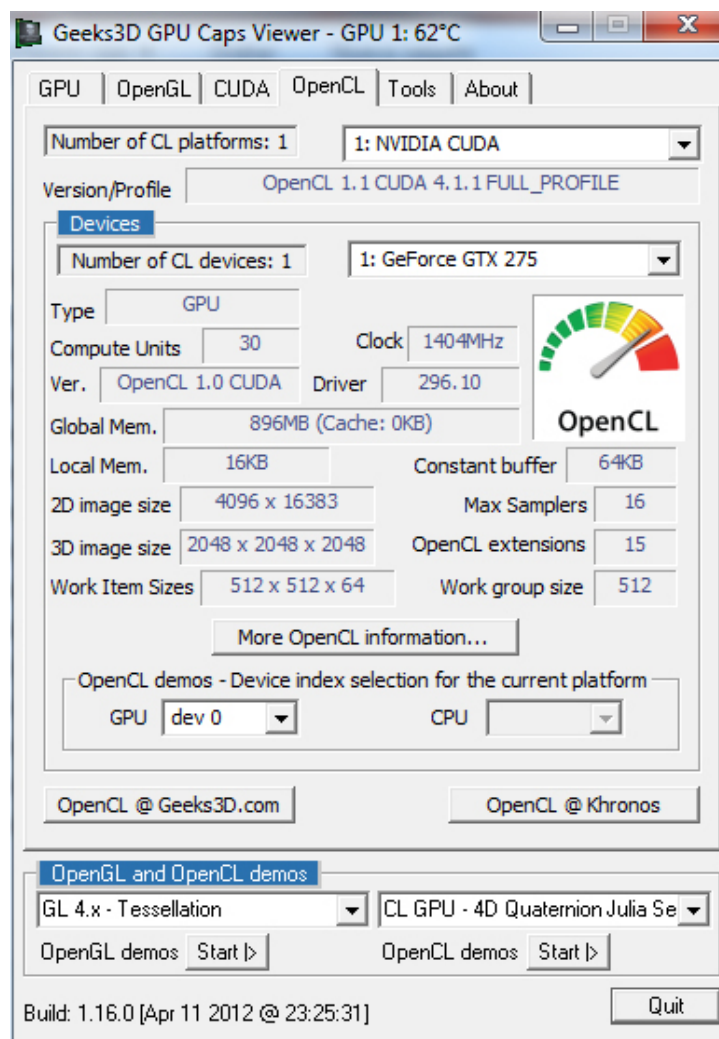 Geeks3D GPU Caps Viewer - GPU 1: 62°C
GPU OpenGL CUDA OpenCL Tools About
Number of CL platforms: 1 1: NVIDIA CUDA
Version/Profile OpenCL 1.1 CUDA 4.1.1 FULL_PROFILE
Devices
Number of CL devices: 1 1: GeForce GTX 275
Type GPU
Compute Units 30 Clock 1404MHz
Ver. OpenCL 1.0 CUDA Driver 296.10
Global Mem. 896MB (Cache: 0KB) OpenCL
Local Mem. 16KB Constant buffer 64KB
2D image size 4096 x 16383 Max Samplers 16
3D image size 2048 x 2048 x 2048 OpenCL extensions 15
Work Item Sizes 512 x 512 x 64 Work group size 512
More OpenCL information...
OpenCL demos - Device index selection for the current platform
GPU dev 0 CPU
OpenCL @ Geeks3D.com OpenCL @ Khronos
OpenGL and OpenCL demos
GL 4.x - Tessellation CL GPU - 4D Quaternion Julia Se
OpenGL demos Start |> OpenCL demos Start |>
Build: 1.16.0 [Apr 11 2012 @ 23:25:31] Quit